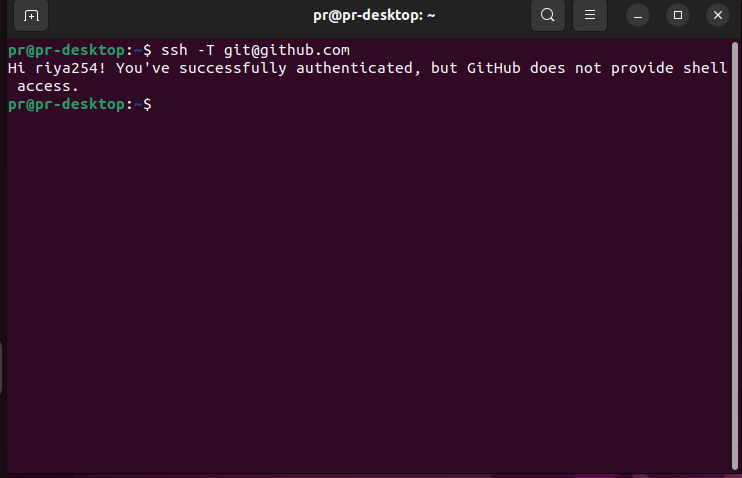 pr@pr-desktop: ~
pr@pr-desktop:~$ ssh -T git@github.com
Hi riya254! You've successfully authenticated, but GitHub does not provide shell
 access.
pr@pr-desktop:~$